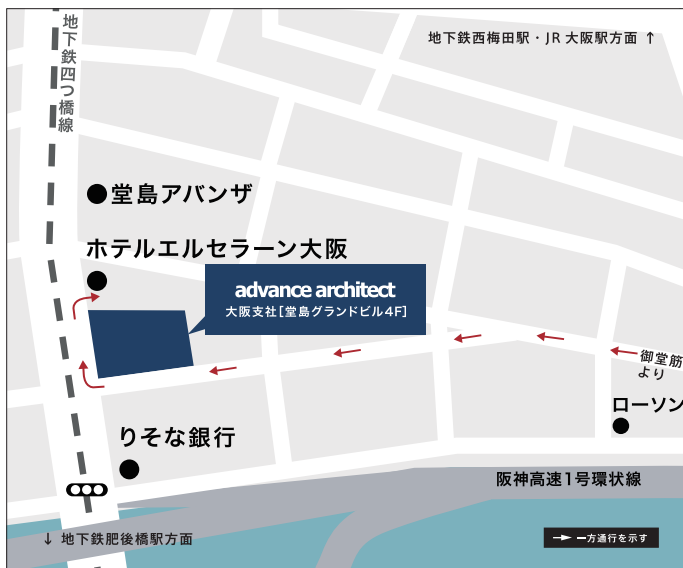 地下鉄四つ橋線
地下鉄西梅田駅・JR大阪駅方面 ↑
堂島アバンザ
ホテルエルセラーン大阪
advance architect
大阪支社[堂島グランドビル4F]
御堂筋
より
ローソン
りそな銀行
阪神高速1号環状線
↓ 地下鉄肥後橋駅方面
一方通行を示す